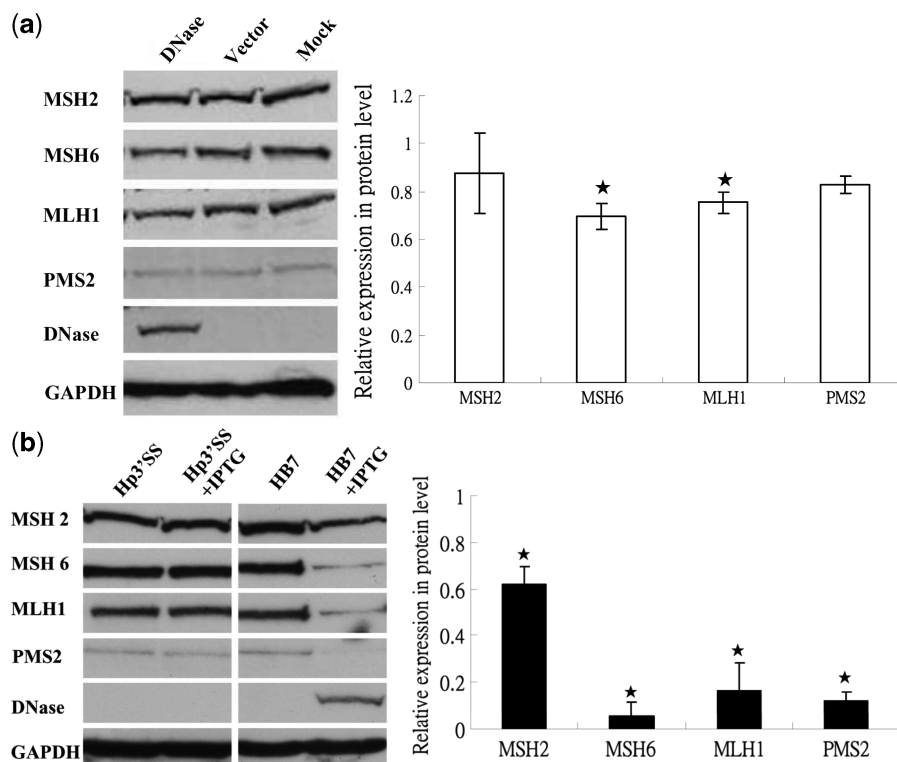 (a)
DNase Vector Mock
MSH2
MSH6
MLH1
PMS2
DNase
GAPDH
Relative expression in protein level
1.2
1
0.8
0.6
0.4
0.2
0
MSH2 MSH6 MLH1 PMS2
(b)
Hp3'SS Hp3'SS +IPTG HB7 HB7 +IPTG
MSH 2
MSH 6
MLH1
PMS2
DNase
GAPDH
Relative expression in protein level
1
0.8
0.6
0.4
0.2
0
MSH2 MSH6 MLH1 PMS2